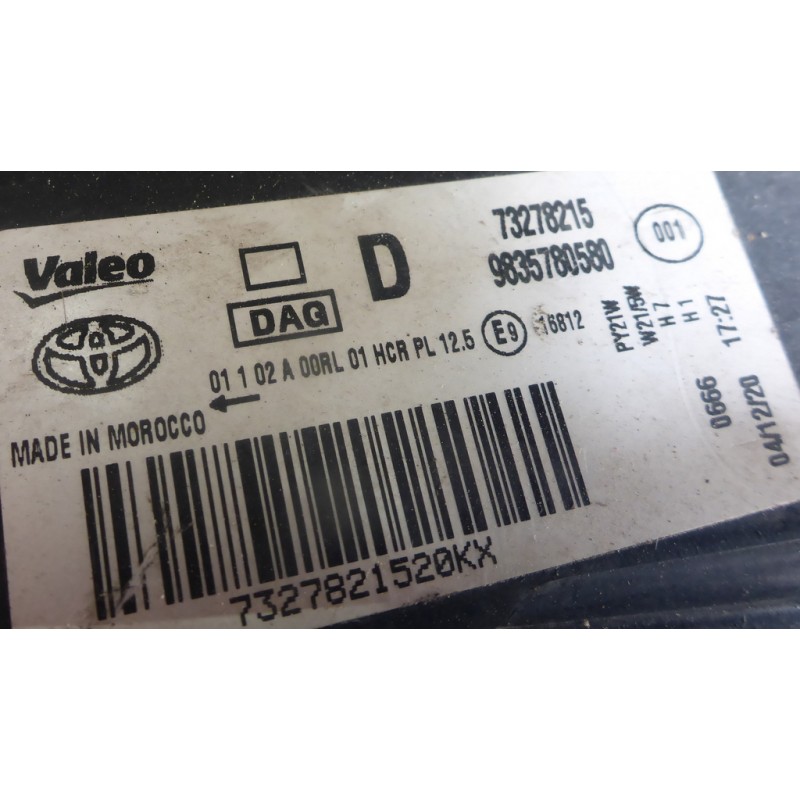 Valeo
D
73278215
9835780580
001
DAQ
01 1 02 A 00RL 01 HCR PL 12.5
E9
16812
PY21W
W21/5W
H7
H1
MADE IN MOROCCO
0666 17:27
04/12/20
7327821520KX